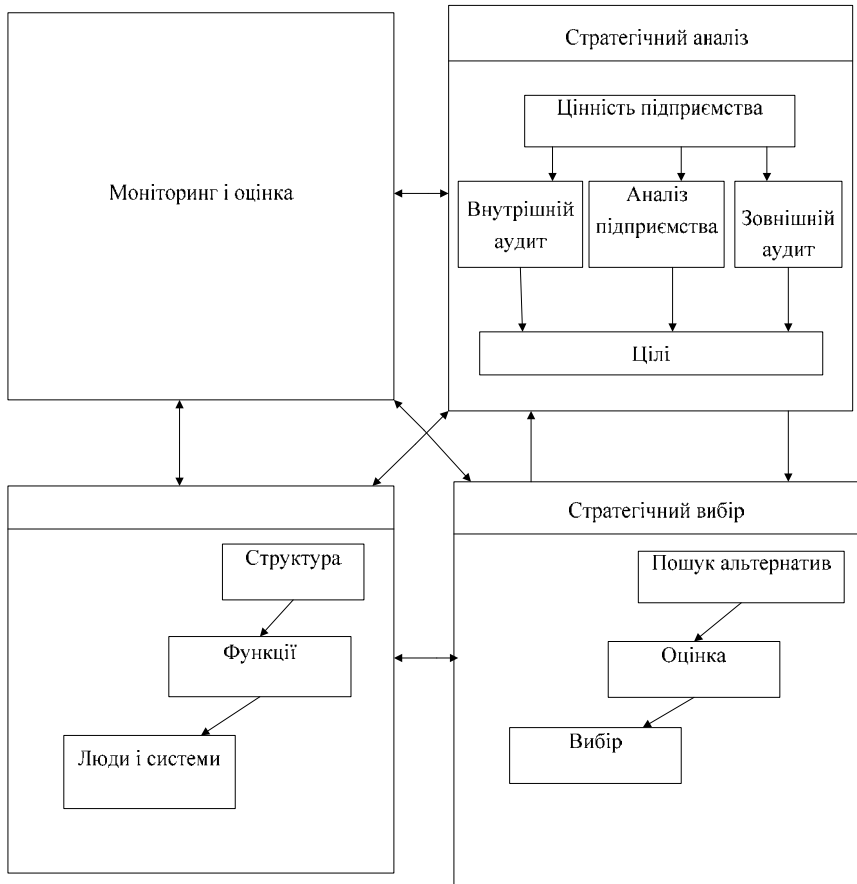 Стратегічний аналіз
Цінність підприємства
Моніторинг і оцінка
Внутрішній
аудит
Аналіз
підприємства
Зовнішній
аудит
Цілі
Стратегічний вибір
Структура
Функції
Люди і системи
Пошук альтернатив
Оцінка
Вибір